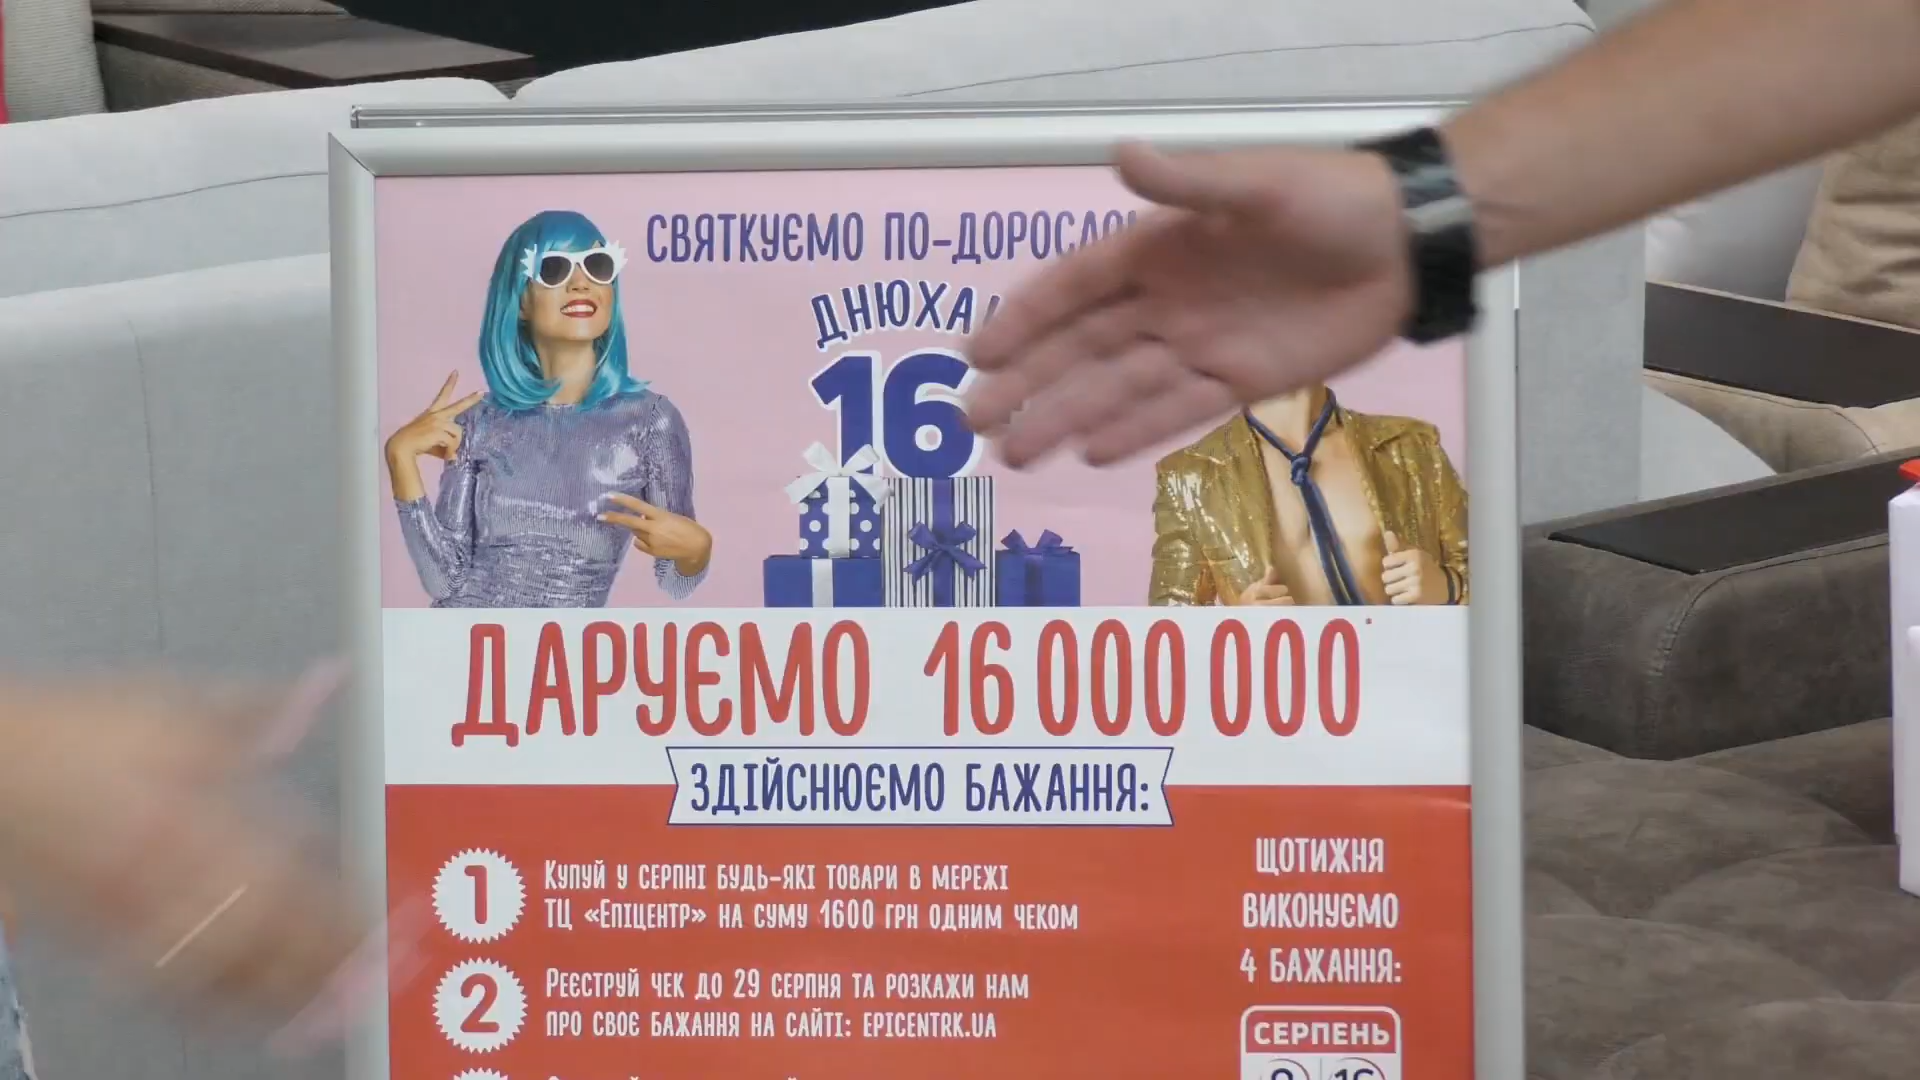 СВЯТКУЄМО
ДНЮХА!
16
ДАРУЄМО 16 000 000*
ЗДІЙСНЮЄМО БАЖАННЯ:
1 Купуй у серпні будь-які товари в мережі
ТЦ «Епіцентр» на суму 1600 грн одним чеком
2 Реєструй чек до 29 серпня та розкажи нам
про своє бажання на сайті: EPICENTRK.UA
ЩОТИЖНЯ
ВИКОНУЄМО
4 БАЖАННЯ:
СЕРПЕНЬ